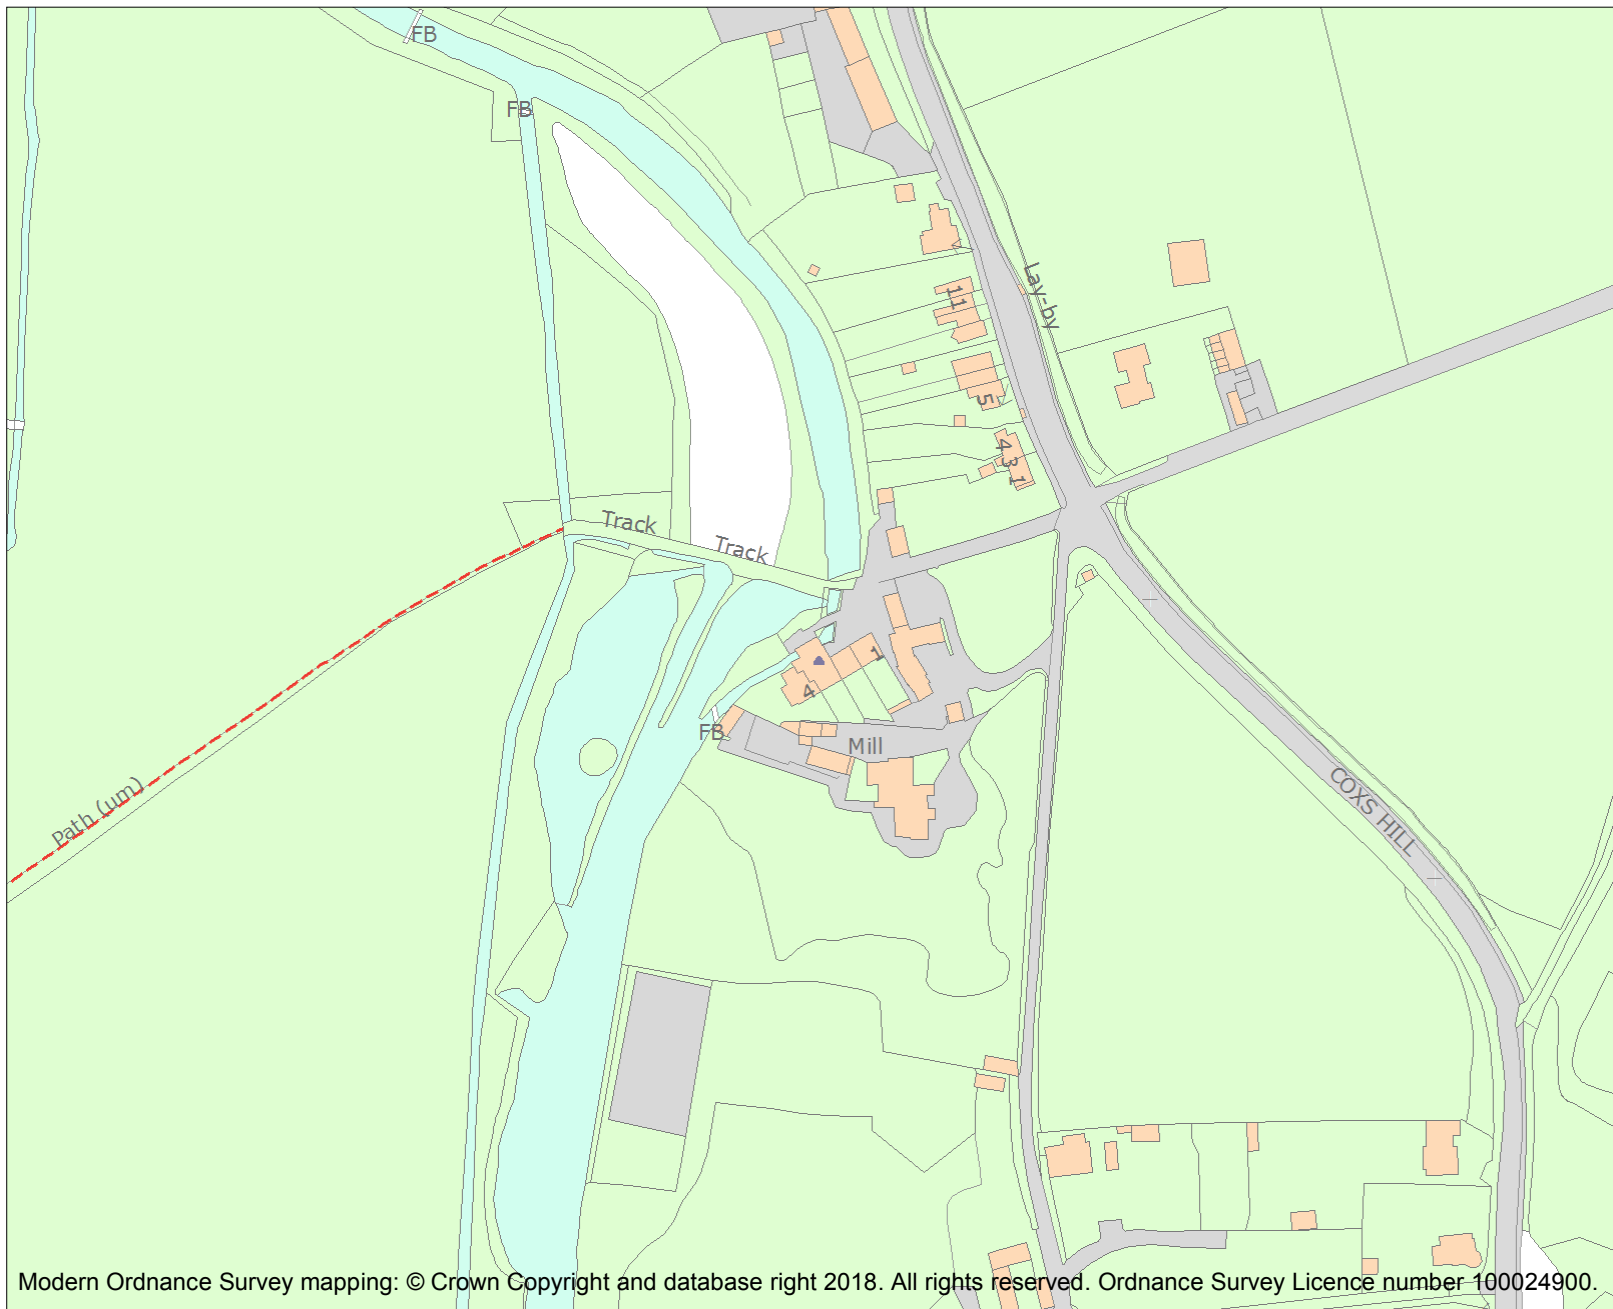 FB
FB
Lay-by
11
5
4 3 1
Track
Track
1
4
FB
Mill
Path (um)
COXS HILL
Modern Ordnance Survey mapping: © Crown Copyright and database right 2018. All rights reserved. Ordnance Survey Licence number 100024900.